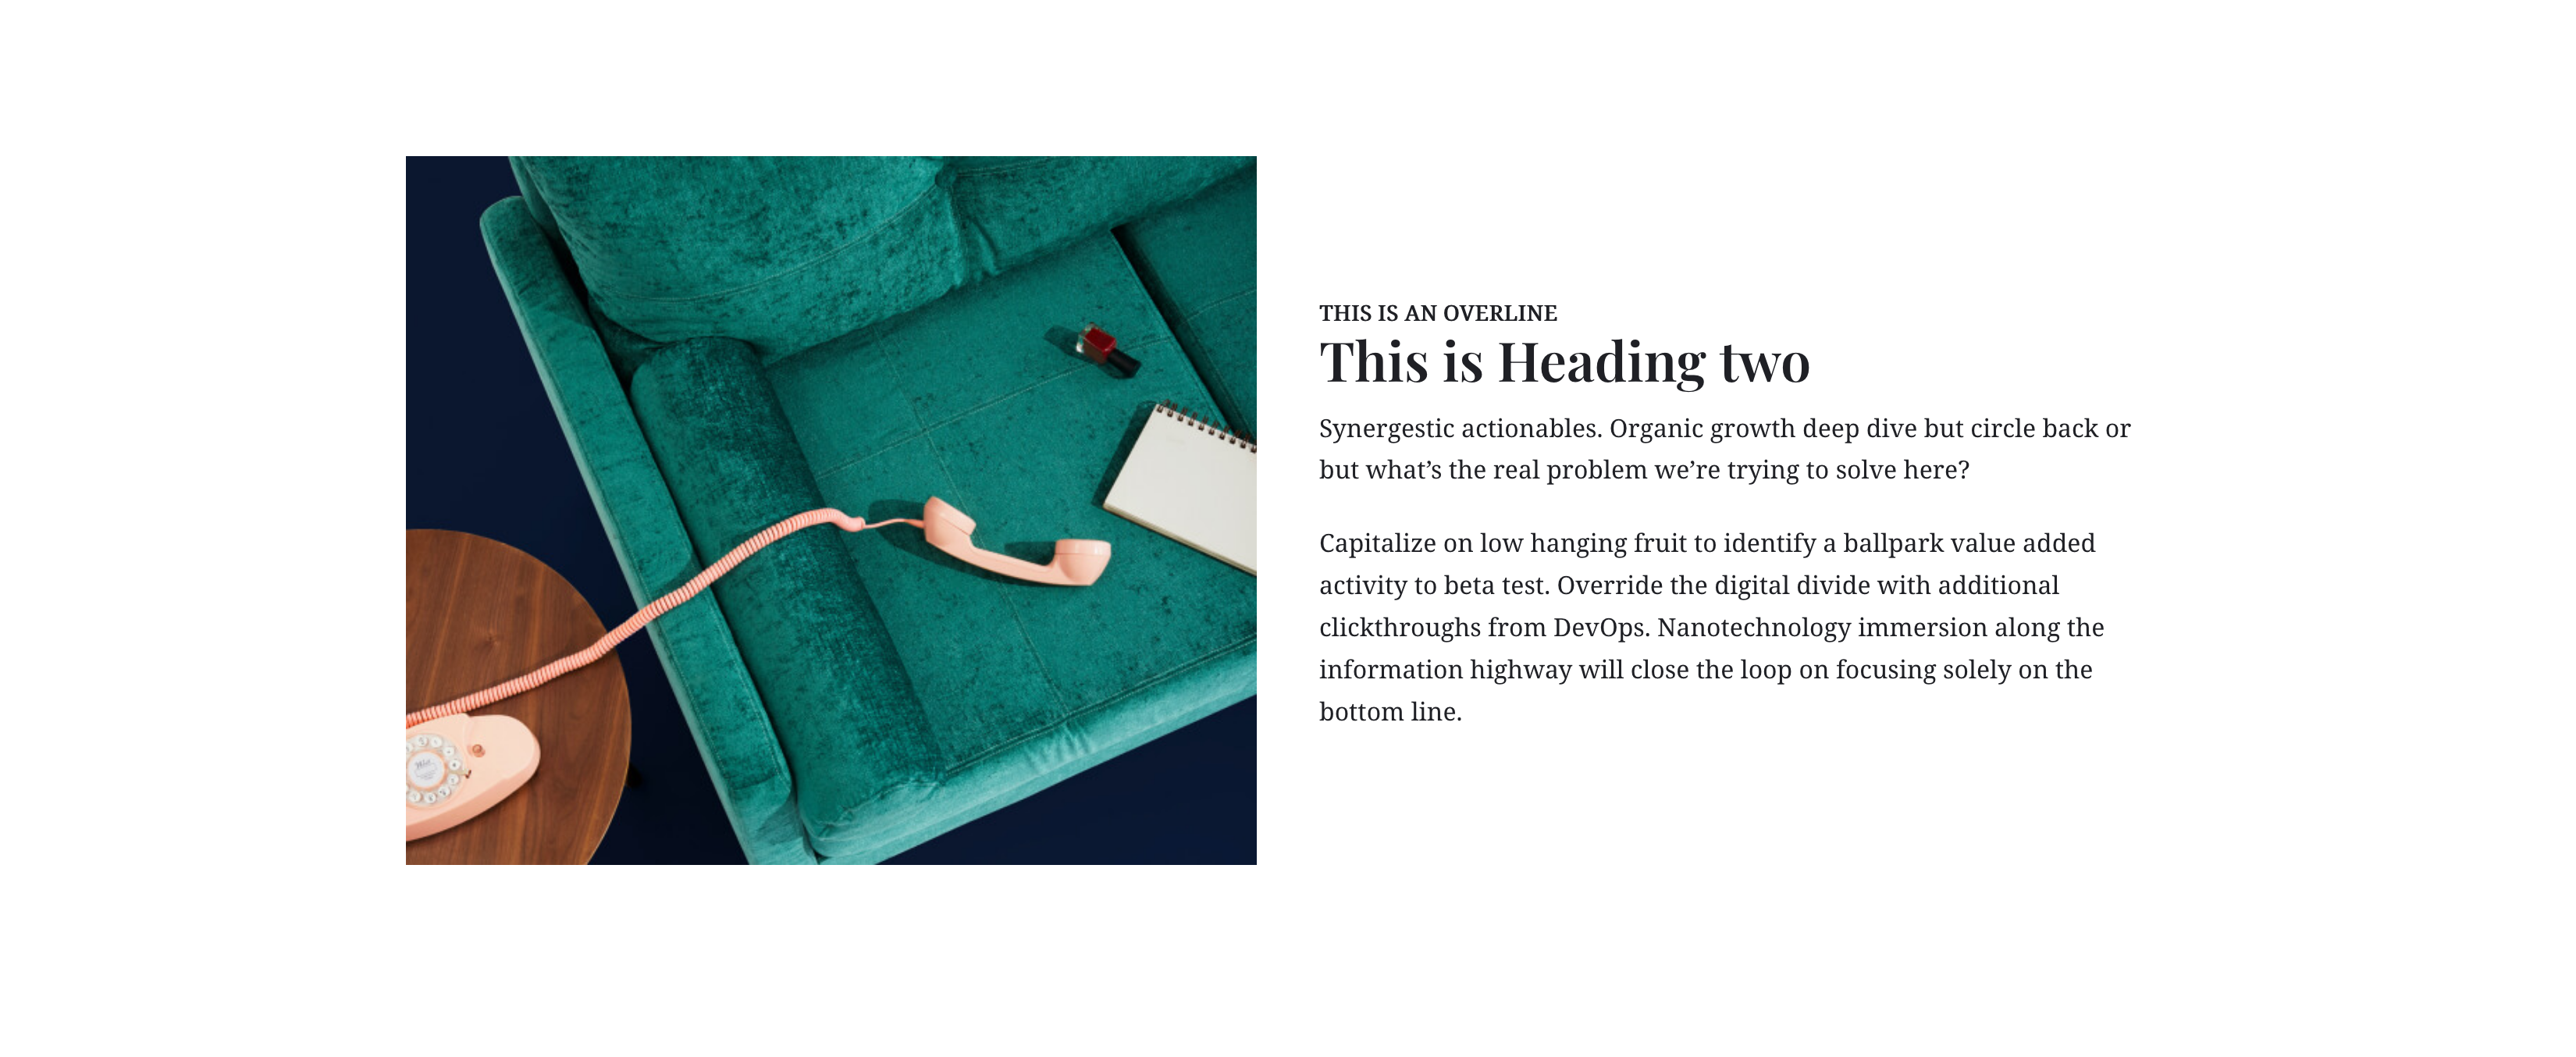 THIS IS AN OVERLINE
This is Heading two
Synergestic actionables. Organic growth deep dive but circle back or
but what’s the real problem we’re trying to solve here?
Capitalize on low hanging fruit to identify a ballpark value added
activity to beta test. Override the digital divide with additional
clickthroughs from DevOps. Nanotechnology immersion along the
information highway will close the loop on focusing solely on the
bottom line.